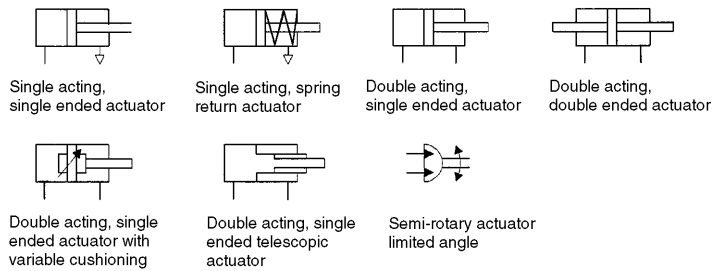 Single acting,
single ended actuator
Single acting, spring
return actuator
Double acting,
single ended actuator
Double acting,
double ended actuator
Double acting, single
ended actuator with
variable cushioning
Double acting, single
ended telescopic
actuator
Semi-rotary actuator
limited angle